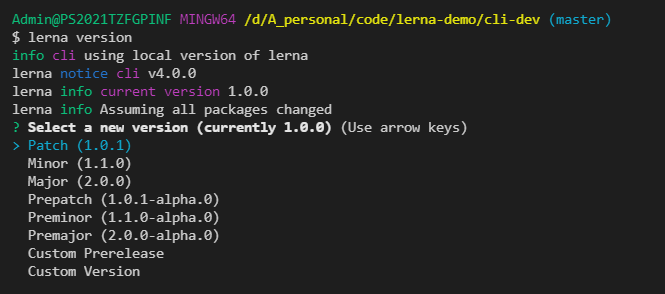 Admin@PS2021TZFGPINF MINGW64 /d/A_personal/code/lerna-demo/cli-dev (master)
$ lerna version
info cli using local version of lerna
lerna notice cli v4.0.0
lerna info current version 1.0.0
lerna info Assuming all packages changed
? Select a new version (currently 1.0.0) (Use arrow keys)
> Patch (1.0.1)
Minor (1.1.0)
Major (2.0.0)
Prepatch (1.0.1-alpha.0)
Preminor (1.1.0-alpha.0)
Premajor (2.0.0-alpha.0)
Custom Prerelease
Custom Version